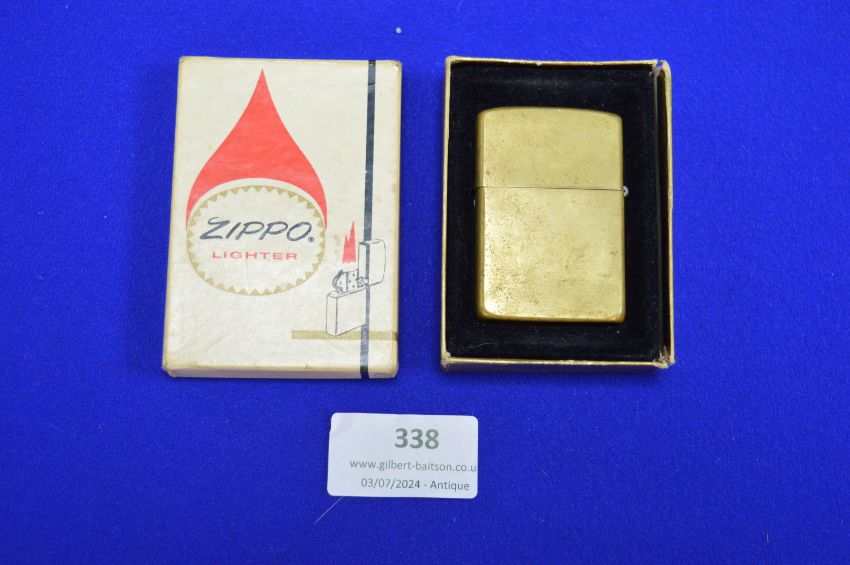 ZIPPO®
LIGHTER
338
www.gilbert-baitson.co.u
03/07/2024 - Antique